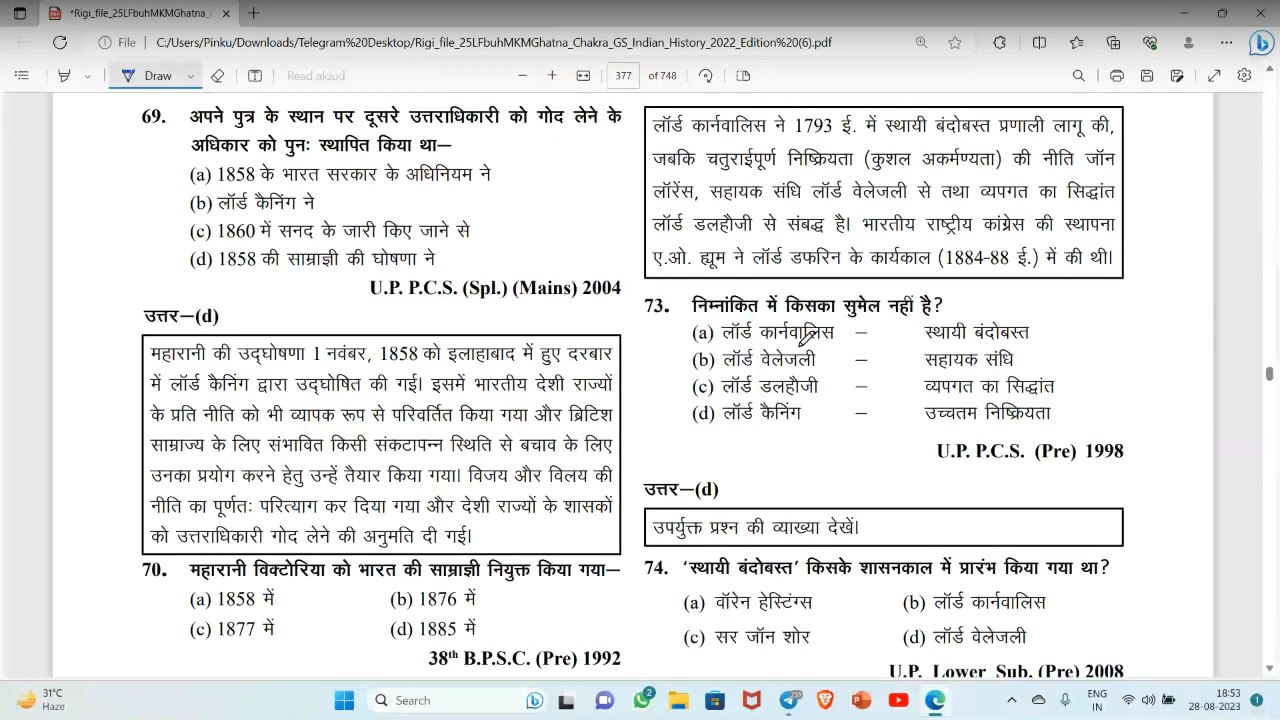 *Rigi_file_25LFbuhMKMGhatna_C
File
C:/Users/Pinku/Downloads/Telegram%20Desktop/Rigi_file_25LFbuhMKMGhatna_Chakra_GS_Indian_History_2022_Edition%20(6).pdf
Draw
Read aloud
377 of 748
69. अपने पुत्र के स्थान पर दूसरे उत्तराधिकारी को गोद लेने के
अधिकार को पुनः स्थापित किया था–
(a) 1858 के भारत सरकार के अधिनियम ने
(b) लॉर्ड कैनिंग ने
(c) 1860 में सनद के जारी किए जाने से
(d) 1858 की साम्राज्ञी की घोषणा ने
U.P. P.C.S. (Spl.) (Mains) 2004
उत्तर–(d)
महारानी की उद्घोषणा 1 नवंबर, 1858 को इलाहाबाद में हुए दरबार
में लॉर्ड कैनिंग द्वारा उद्घोषित की गई। इसमें भारतीय देशी राज्यों
के प्रति नीति को भी व्यापक रूप से परिवर्तित किया गया और ब्रिटिश
साम्राज्य के लिए संभावित किसी संकटापन्न स्थिति से बचाव के लिए
उनका प्रयोग करने हेतु उन्हें तैयार किया गया। विजय और विलय की
नीति का पूर्णतः परित्याग कर दिया गया और देशी राज्यों के शासकों
को उत्तराधिकारी गोद लेने की अनुमति दी गई।
70. महारानी विक्टोरिया को भारत की साम्राज्ञी नियुक्त किया गया–
(a) 1858 में (b) 1876 में
(c) 1877 में (d) 1885 में
38th B.P.S.C. (Pre) 1992
लॉर्ड कार्नवालिस ने 1793 ई. में स्थायी बंदोबस्त प्रणाली लागू की,
जबकि चतुराईपूर्ण निष्क्रियता (कुशल अकर्मण्यता) की नीति जॉन
लॉरेंस, सहायक संधि लॉर्ड वेलेजली से तथा व्यपगत का सिद्धांत
लॉर्ड डलहौजी से संबद्ध है। भारतीय राष्ट्रीय कांग्रेस की स्थापना
ए.ओ. ह्यूम ने लॉर्ड डफरिन के कार्यकाल (1884-88 ई.) में की थी।
73. निम्नांकित में किसका सुमेल नहीं है?
(a) लॉर्ड कार्नवालिस – स्थायी बंदोबस्त
(b) लॉर्ड वेलेजली – सहायक संधि
(c) लॉर्ड डलहौजी – व्यपगत का सिद्धांत
(d) लॉर्ड कैनिंग – उच्चतम निष्क्रियता
U.P. P.C.S. (Pre) 1998
उत्तर–(d)
उपर्युक्त प्रश्न की व्याख्या देखें।
74. 'स्थायी बंदोबस्त' किसके शासनकाल में प्रारंभ किया गया था?
(a) वॉरेन हेस्टिंग्स (b) लॉर्ड कार्नवालिस
(c) सर जॉन शोर (d) लॉर्ड वेलेजली
U.P. Lower Sub. (Pre) 2008
31°C
Haze
Search
2
ENG
IN
18:53
28-08-2023
1